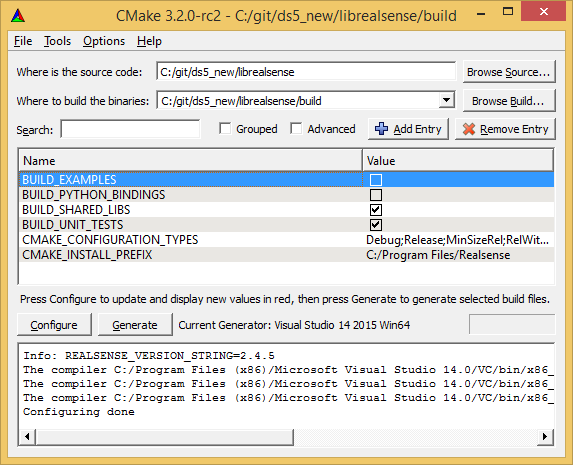 CMake 3.2.0-rc2 - C:/git/ds5_new/librealsense/build
File Tools Options Help
Where is the source code: C:/git/ds5_new/librealsense Browse Source...
Where to build the binaries: C:/git/ds5_new/librealsense/build Browse Build...
Search: Grouped Advanced Add Entry Remove Entry
Name Value
BUILD_EXAMPLES
BUILD_PYTHON_BINDINGS
BUILD_SHARED_LIBS
BUILD_UNIT_TESTS
CMAKE_CONFIGURATION_TYPES Debug;Release;MinSizeRel;RelWit...
CMAKE_INSTALL_PREFIX C:/Program Files/Realsense
Press Configure to update and display new values in red, then press Generate to generate selected build files.
Configure Generate Current Generator: Visual Studio 14 2015 Win64
Info: REALSENSE_VERSION_STRING=2.4.5
The compiler C:/Program Files (x86)/Microsoft Visual Studio 14.0/VC/bin/x86_
The compiler C:/Program Files (x86)/Microsoft Visual Studio 14.0/VC/bin/x86_
The compiler C:/Program Files (x86)/Microsoft Visual Studio 14.0/VC/bin/x86_
Configuring done